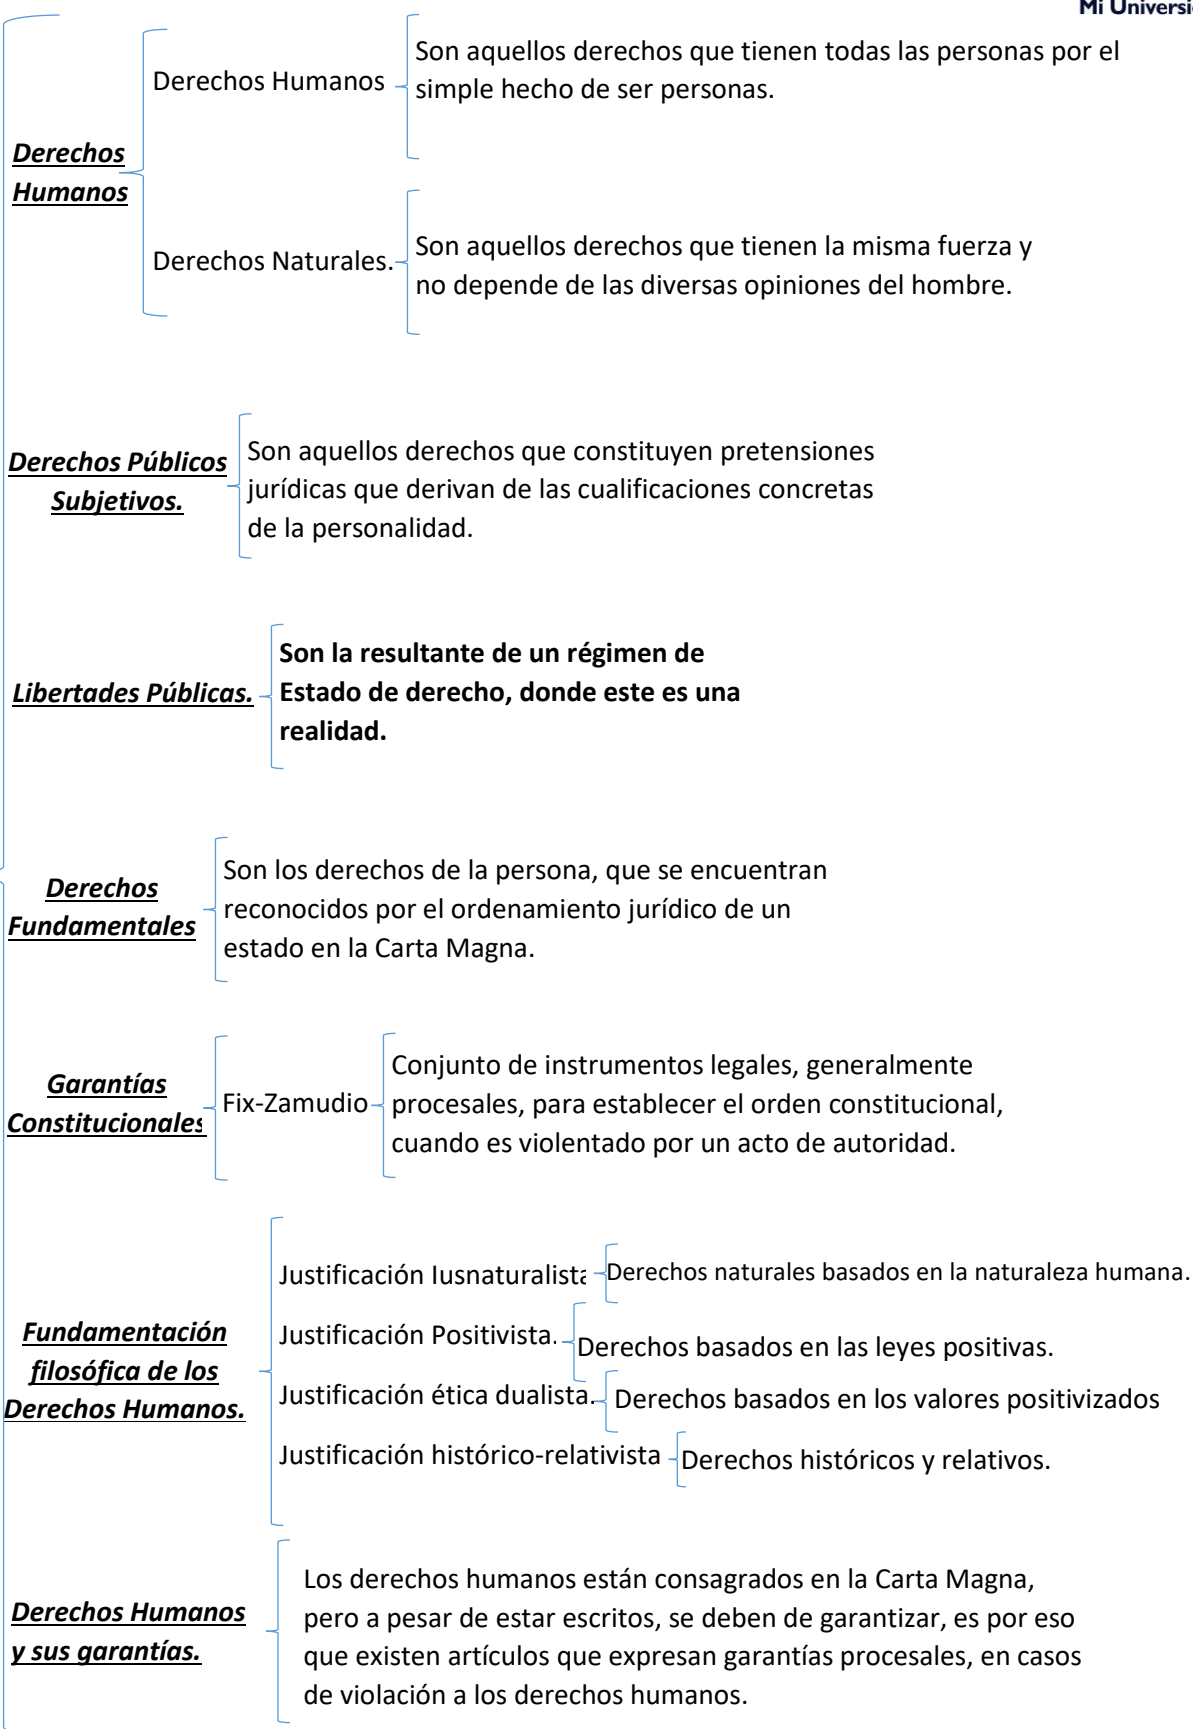 Mi Universi
Son aquellos derechos que tienen todas las personas por el
Derechos Humanos
simple hecho de ser personas.
Derechos
Humanos
Son aquellos derechos que tienen la misma fuerza y
Derechos Naturales.
no depende de las diversas opiniones del hombre.
Derechos Públicos
Subjetivos.
Son aquellos derechos que constituyen pretensiones
jurídicas que derivan de las cualificaciones concretas
de la personalidad.
Libertades Públicas.
Son la resultante de un régimen de
Estado de derecho, donde este es una
realidad.
Derechos
Fundamentales
Son los derechos de la persona, que se encuentran
reconocidos por el ordenamiento jurídico de un
estado en la Carta Magna.
Garantías
Constitucionales
Fix-Zamudio
Conjunto de instrumentos legales, generalmente
procesales, para establecer el orden constitucional,
cuando es violentado por un acto de autoridad.
Fundamentación
filosófica de los
Derechos Humanos.
Justificación Iusnaturalista
Derechos naturales basados en la naturaleza humana.
Justificación Positivista.
Derechos basados en las leyes positivas.
Justificación ética dualista.
Derechos basados en los valores positivizados
Justificación histórico-relativista
Derechos históricos y relativos.
Derechos Humanos
y sus garantías.
Los derechos humanos están consagrados en la Carta Magna,
pero a pesar de estar escritos, se deben de garantizar, es por eso
que existen artículos que expresan garantías procesales, en casos
de violación a los derechos humanos.